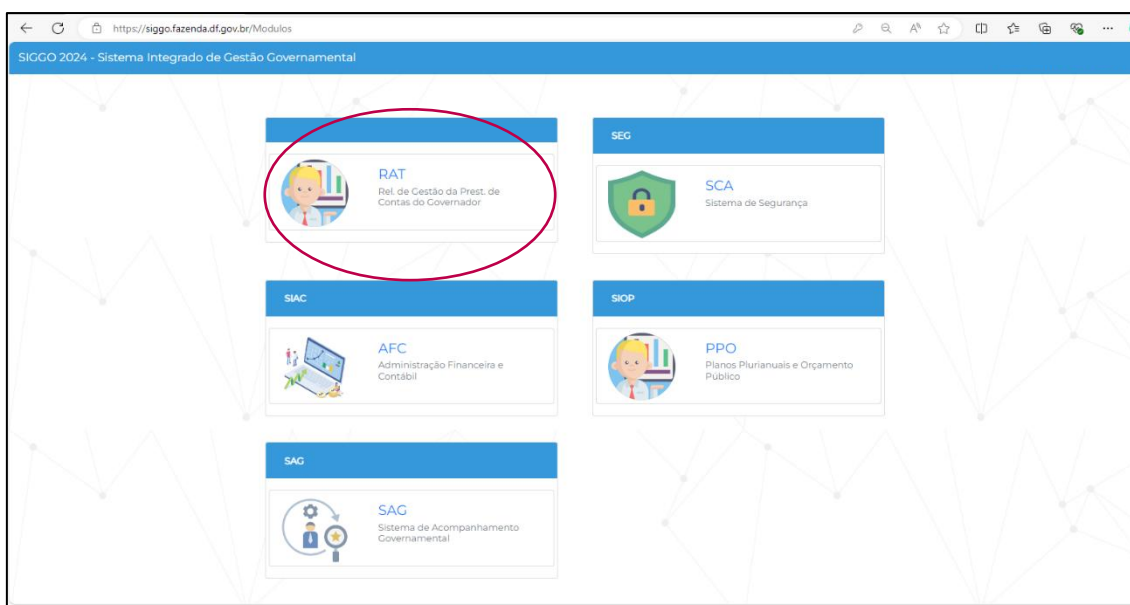 https://siggo.fazenda.df.gov.br/Modulos
SIGGO 2024 - Sistema Integrado de Gestão Governamental
RAT
Rel. de Gestão da Prest. de
Contas do Governador
SEG
SCA
Sistema de Segurança
SIAC
AFC
Administração Financeira e
Contábil
SIOP
PPO
Planos Plurianuais e Orçamento
Público
SAG
SAG
Sistema de Acompanhamento
Governamental